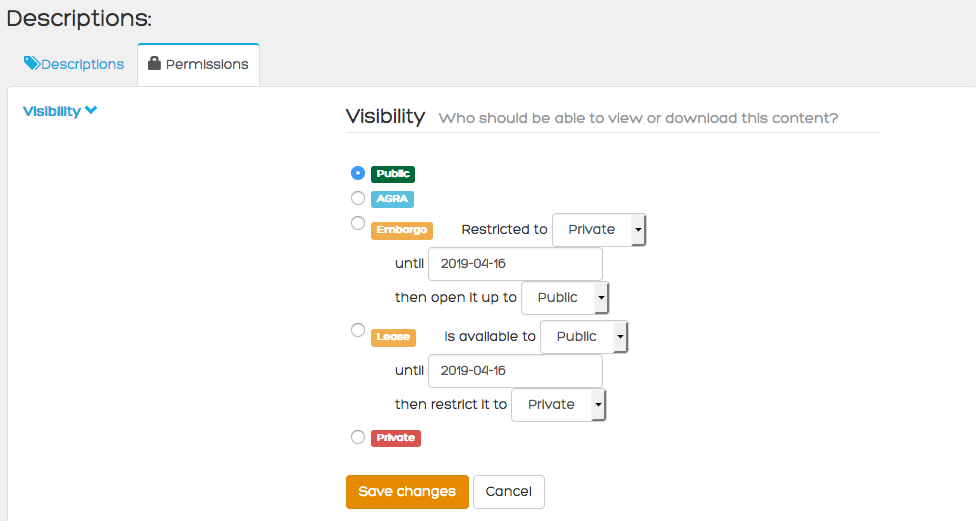 Descriptions:
Descriptions Permissions
Visibility
Visibility Who should be able to view or download this content?
Public
AGRA
Embargo Restricted to Private
until 2019-04-16
then open it up to Public
Lease Is available to Public
until 2019-04-16
then restrict it to Private
Private
Save changes Cancel